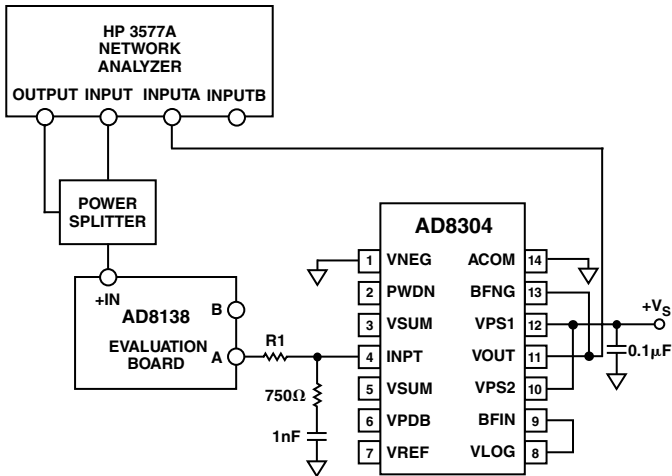 HP 3577A
NETWORK
ANALYZER
OUTPUT INPUT INPUTA INPUTB
POWER
SPLITTER
+IN
AD8138
B
EVALUATION
BOARD
A
R1
750Ω
1nF
AD8304
1 VNEG ACOM 14
2 PWDN BFNG 13
3 VSUM VPS1 12
4 INPT VOUT 11
5 VSUM VPS2 10
6 VPDB BFIN 9
7 VREF VLOG 8
+VS
0.1µF